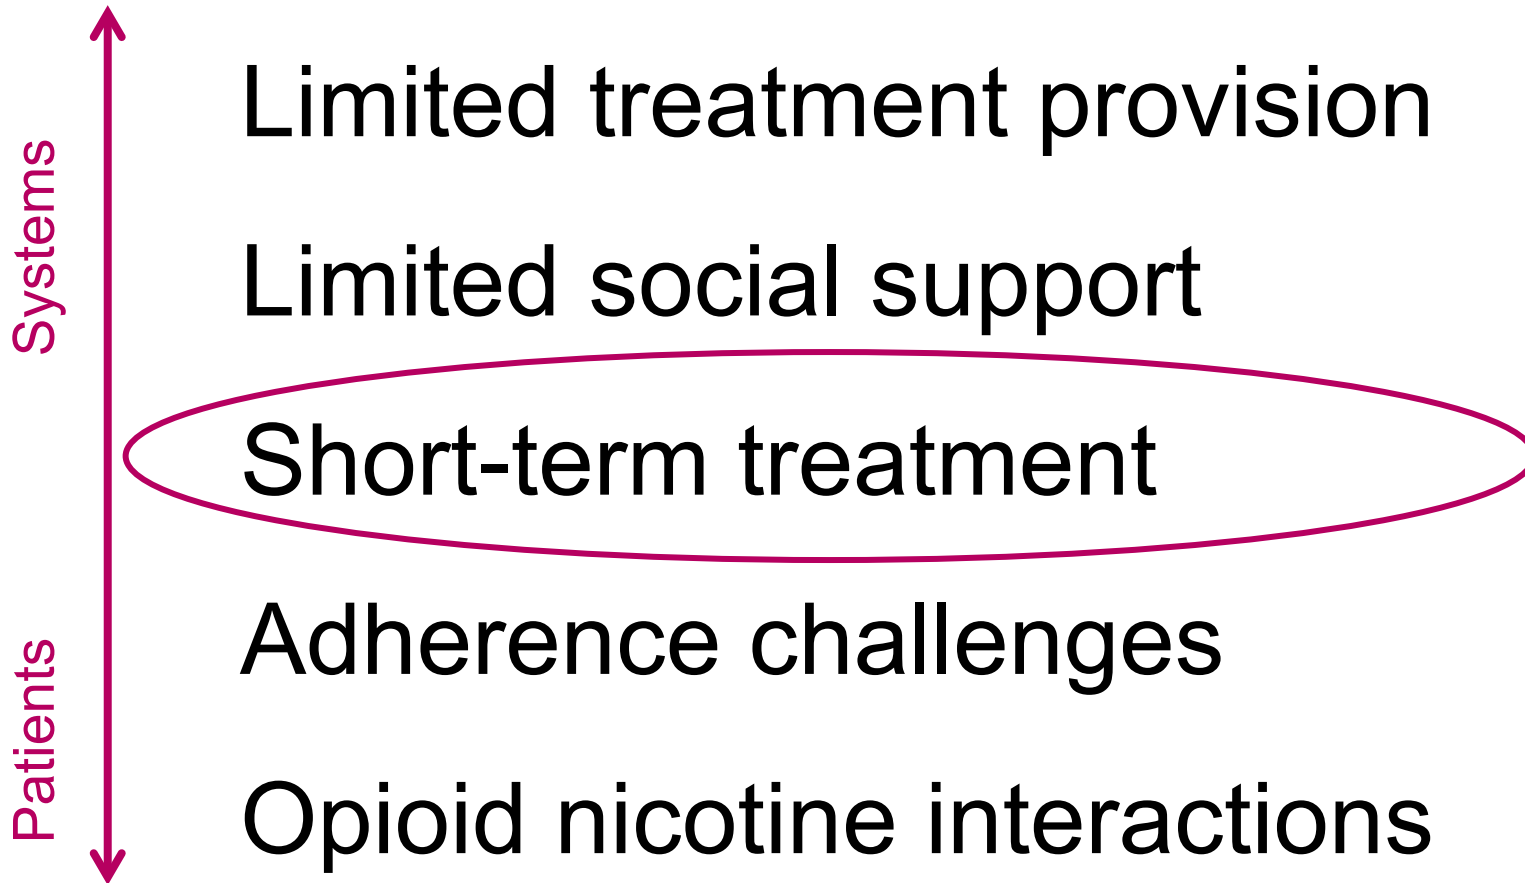 Systems
Patients
Limited treatment provision
Limited social support
Short-term treatment
Adherence challenges
Opioid nicotine interactions